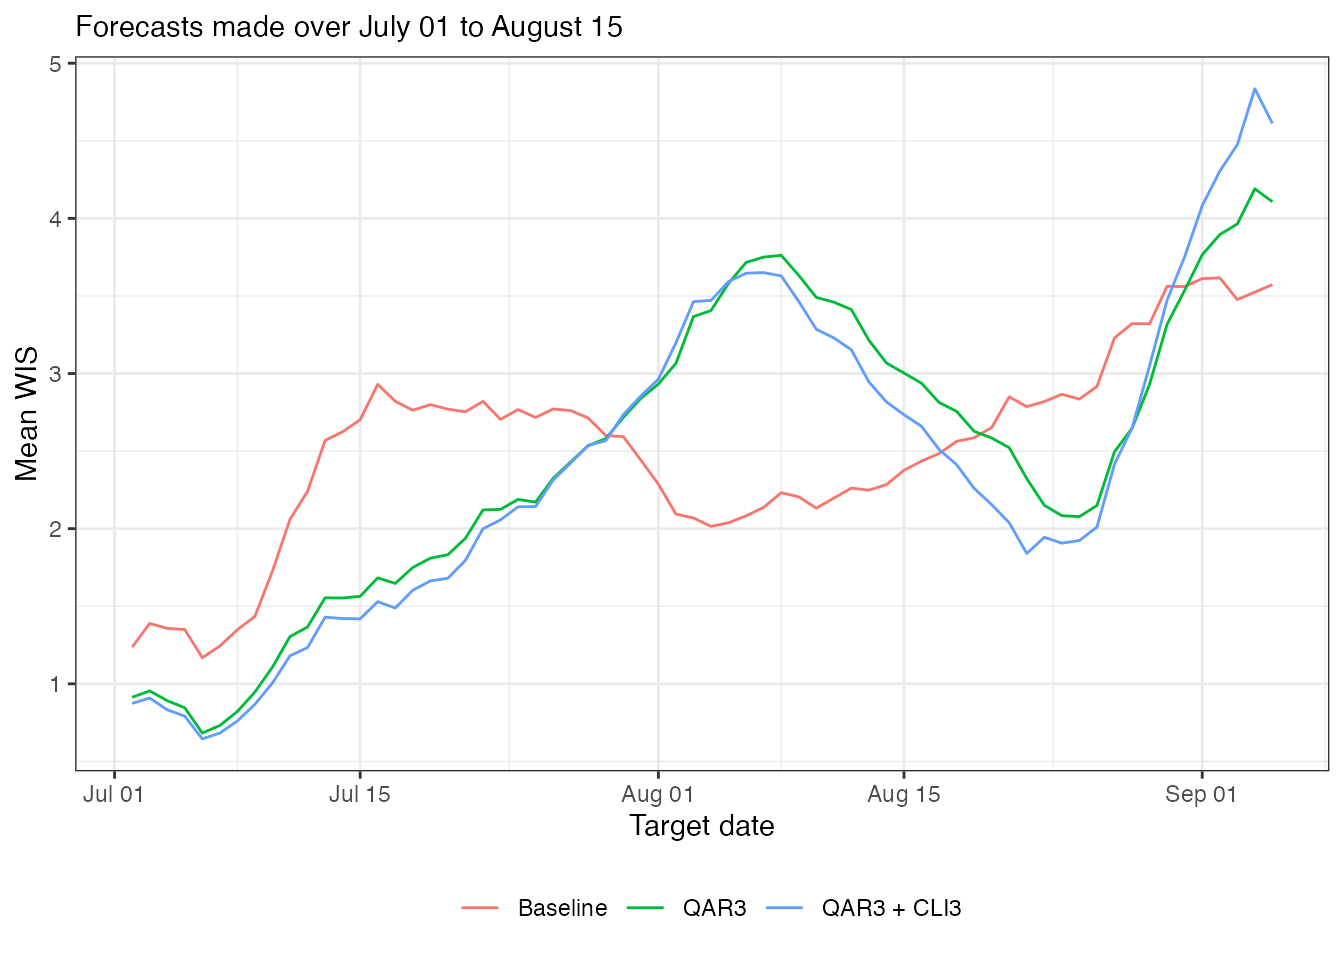 Forecasts made over July 01 to August 15
5
4
3
2
1
Mean WIS
Jul 01 Jul 15 Aug 01 Aug 15 Sep 01
Target date
Baseline QAR3 QAR3 + CLI3